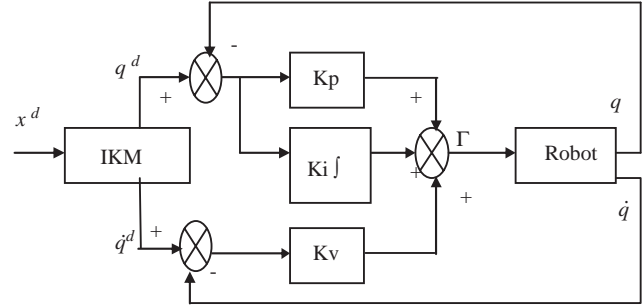 -
q d
Kp
q
+
+
x d
IKM
Γ
Robot
Ki ∫
+
+
q̇
q̇d
+
Kv
-